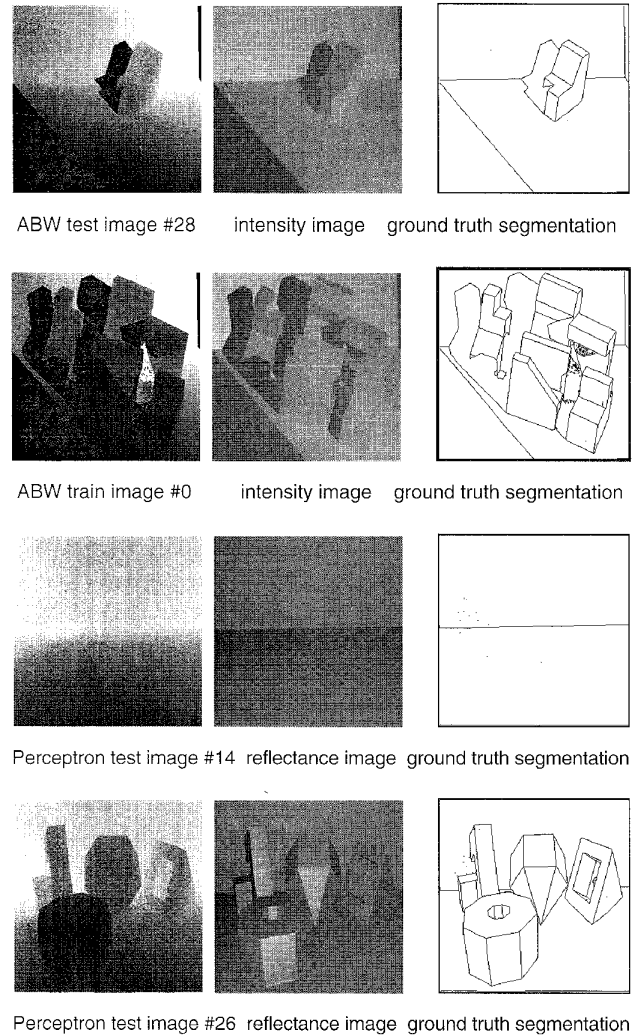 ABW test image #28 intensity image ground truth segmentation
ABW train image #0 intensity image ground truth segmentation
Perceptron test image #14 reflectance image ground truth segmentation
Perceptron test image #26 reflectance image ground truth segmentation